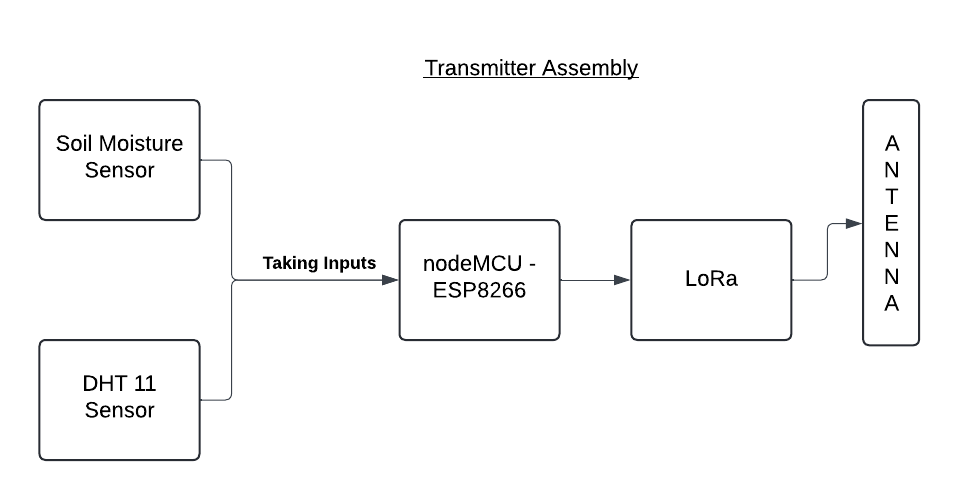 Transmitter Assembly
Soil Moisture
Sensor
Taking Inputs
nodeMCU -
ESP8266
LoRa
A
N
T
E
N
N
A
DHT 11
Sensor